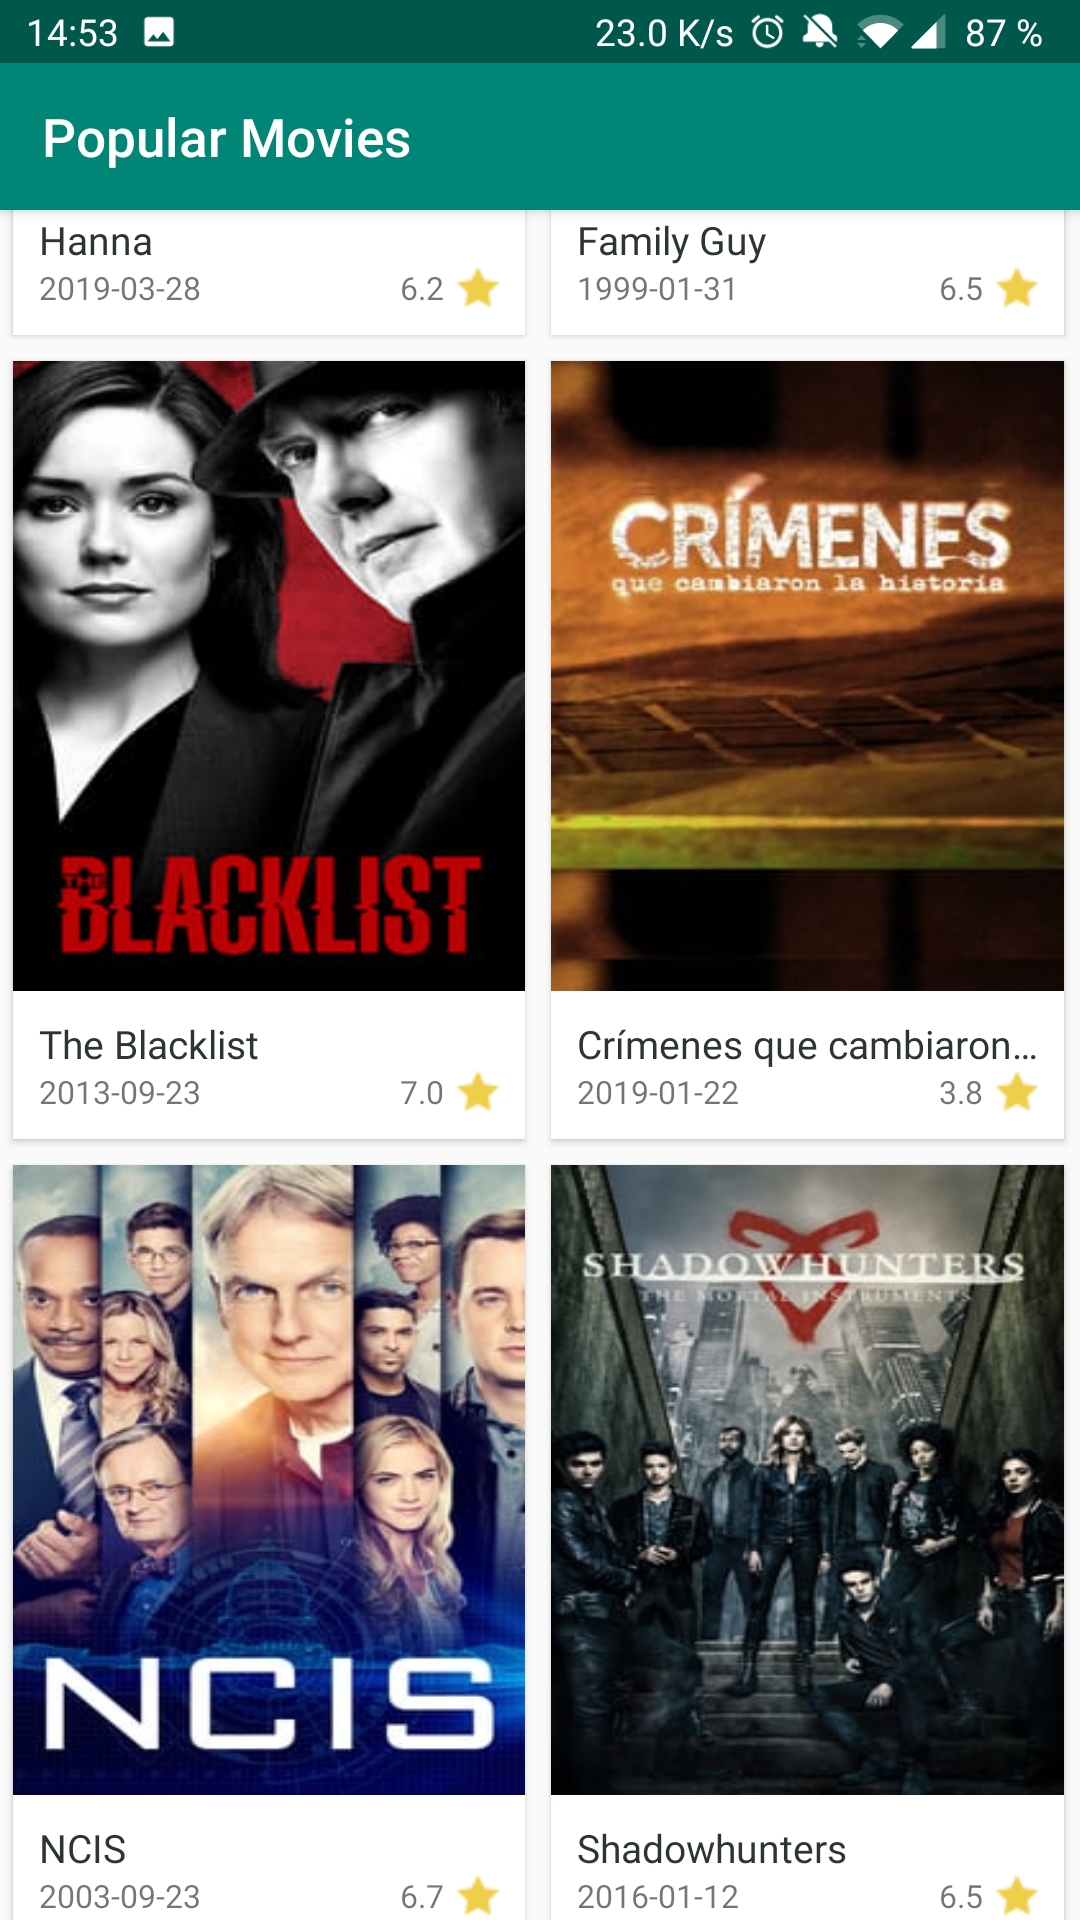 14:53
23.0 K/s
87 %
Popular Movies
Hanna
2019-03-28
6.2
Family Guy
1999-01-31
6.5
THE
BLACKLIST
CRÍMENES
que cambiaron la historia
The Blacklist
2013-09-23
7.0
Crímenes que cambiaron…
2019-01-22
3.8
NCIS
SHADOWHUNTERS
THE MORTAL INSTRUMENTS
NCIS
2003-09-23
6.7
Shadowhunters
2016-01-12
6.5